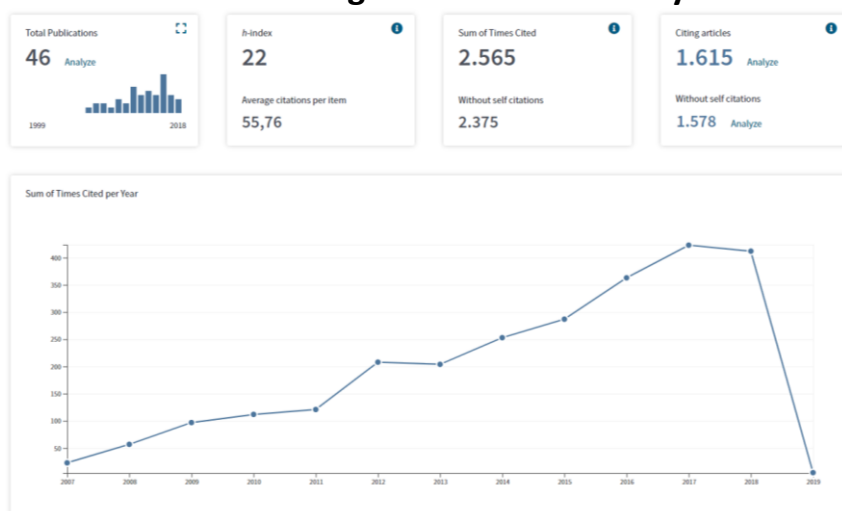 Total Publications
46 Analyze
1999 2018
h-index
22
Average citations per item
55,76
Sum of Times Cited
2.565
Without self citations
2.375
Citing articles
1.615 Analyze
Without self citations
1.578 Analyze
Sum of Times Cited per Year
400
350
300
250
200
150
100
50
2007 2008 2009 2010 2011 2012 2013 2014 2015 2016 2017 2018 2019